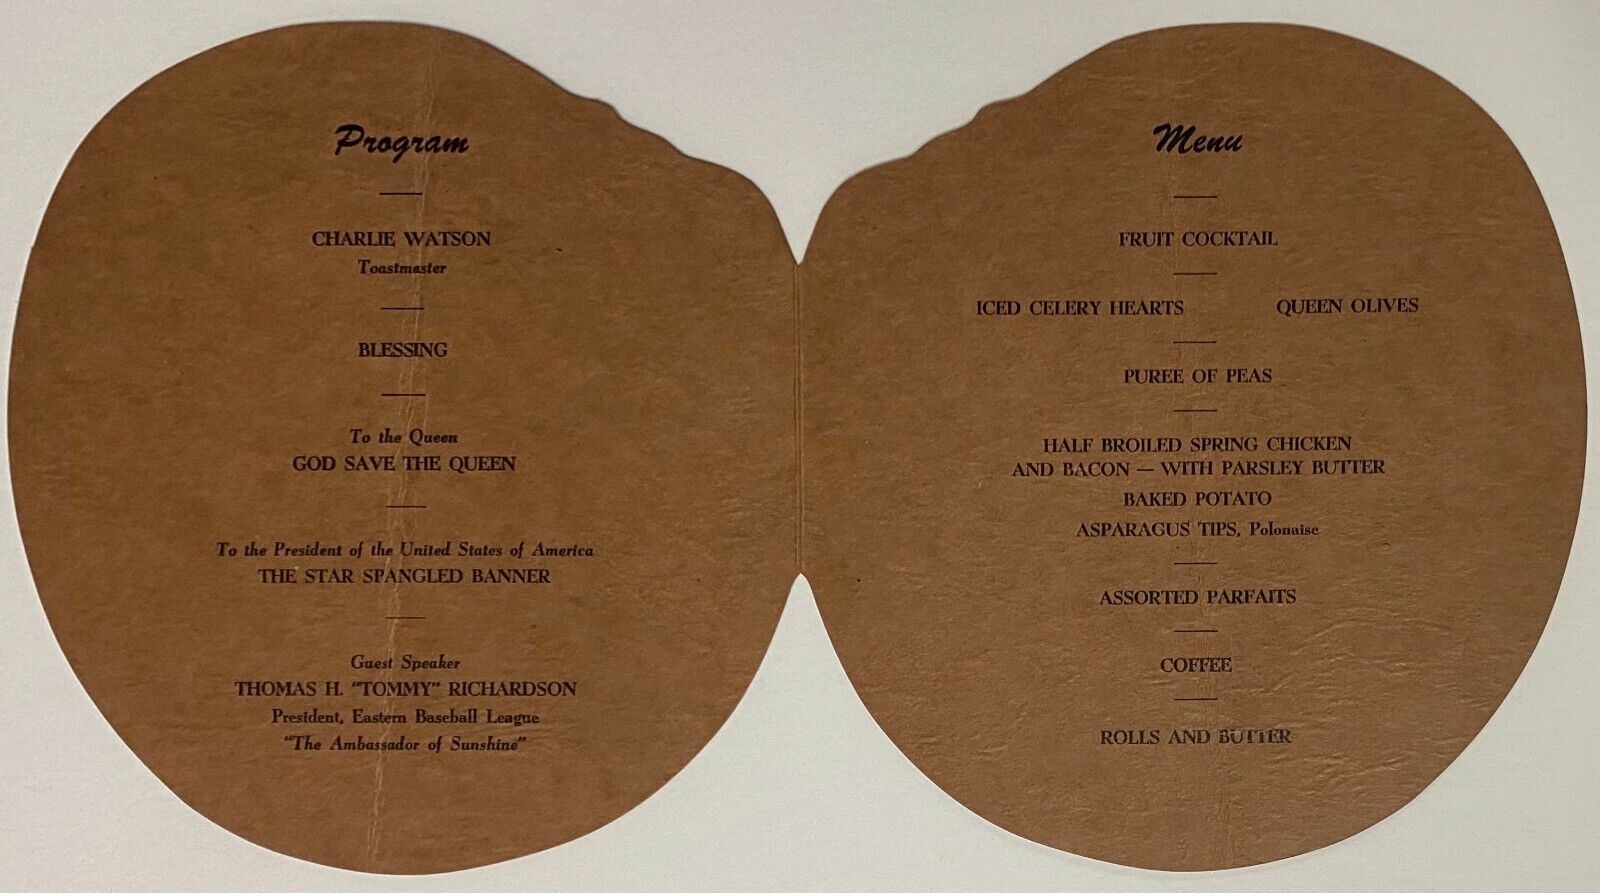 Program
CHARLIE WATSON
Toastmaster
BLESSING
To the Queen
GOD SAVE THE QUEEN
To the President of the United States of America
THE STAR SPANGLED BANNER
Guest Speaker
THOMAS H. "TOMMY" RICHARDSON
President, Eastern Baseball League
"The Ambassador of Sunshine"
Menu
FRUIT COCKTAIL
ICED CELERY HEARTS QUEEN OLIVES
PUREE OF PEAS
HALF BROILED SPRING CHICKEN
AND BACON — WITH PARSLEY BUTTER
BAKED POTATO
ASPARAGUS TIPS, Polonaise
ASSORTED PARFAITS
COFFEE
ROLLS AND BUTTER